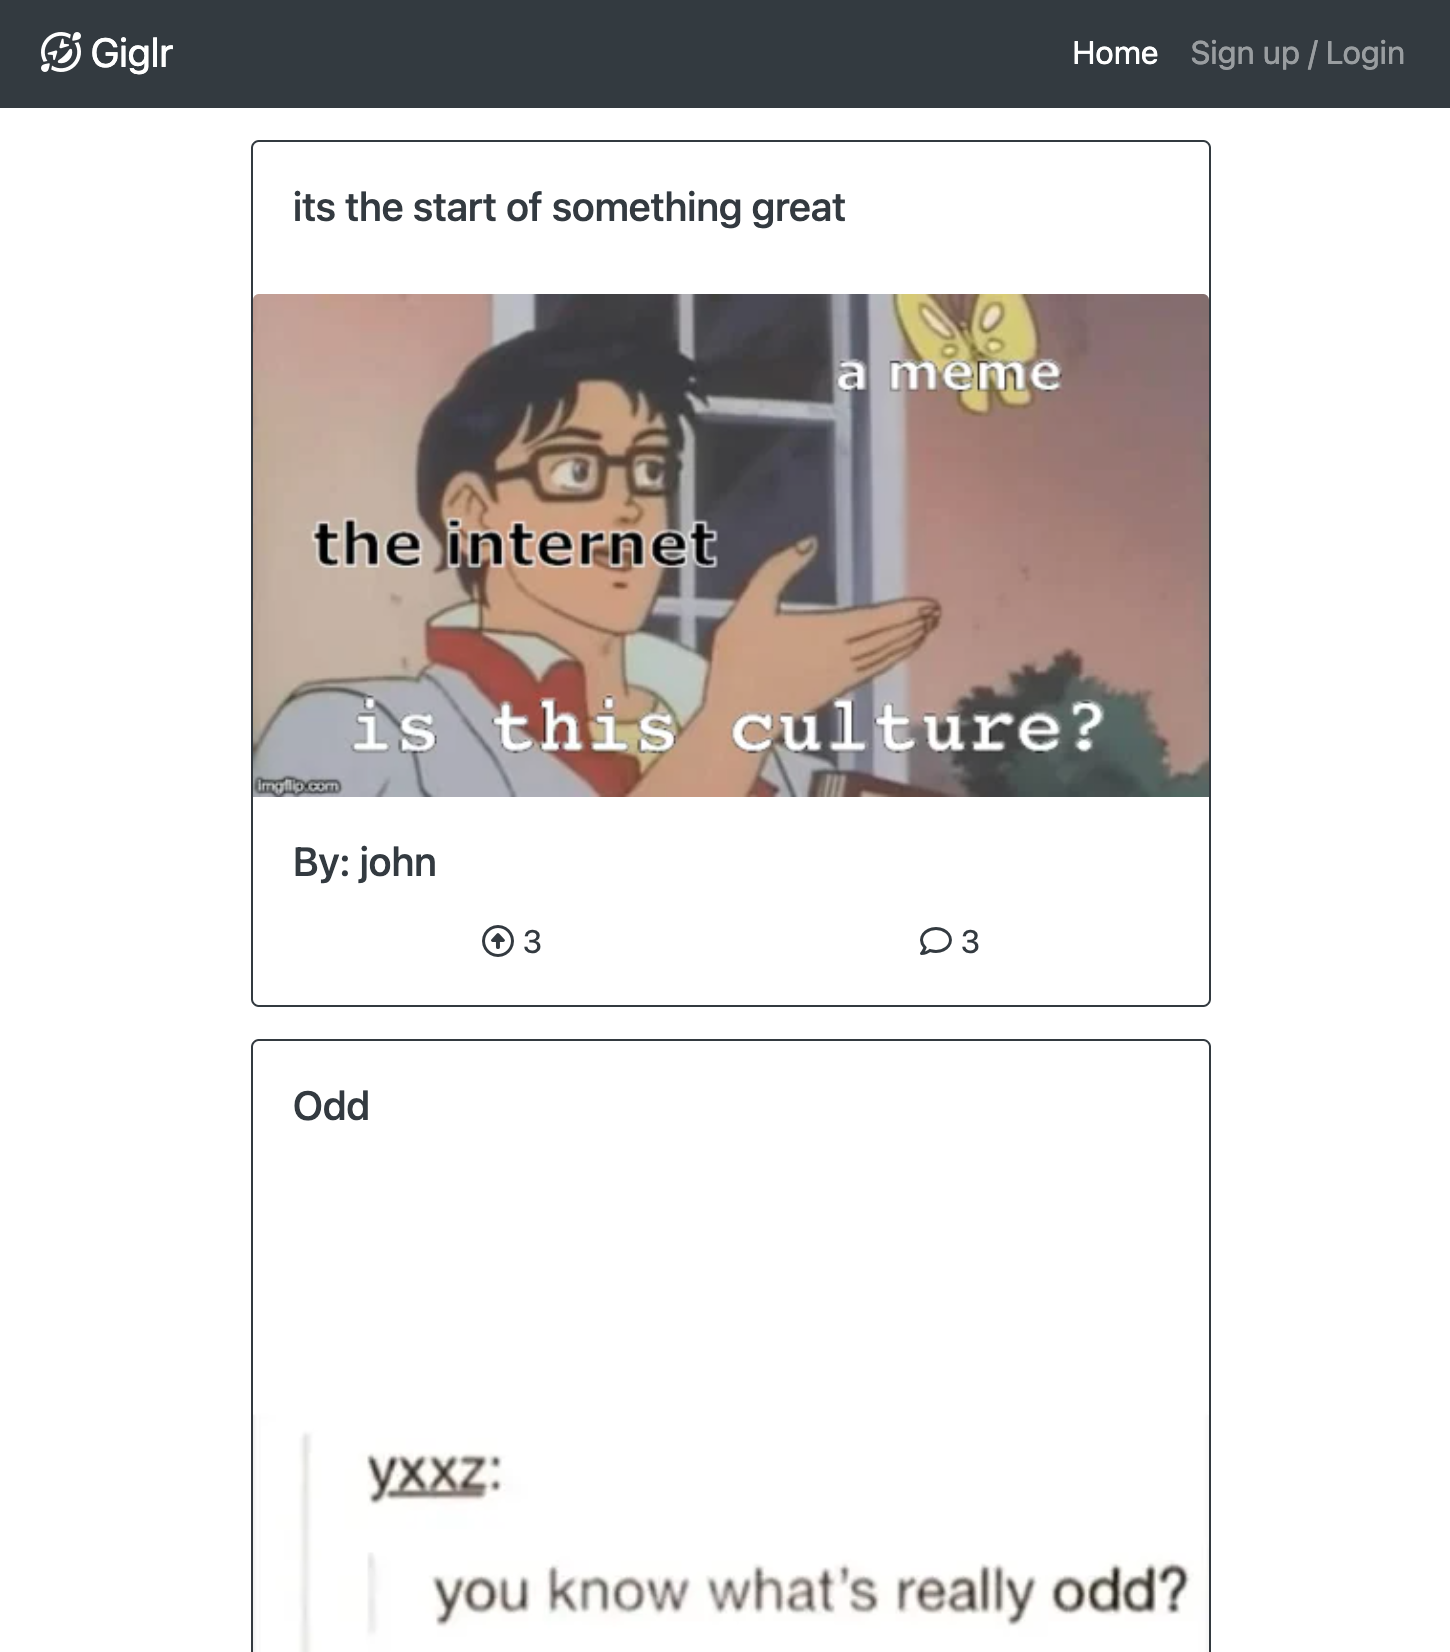 Giglr
Home Sign up / Login
its the start of something great
a meme
the internet
is this culture?
imgflip.com
By: john
3 3
Odd
yxxz:
you know what's really odd?